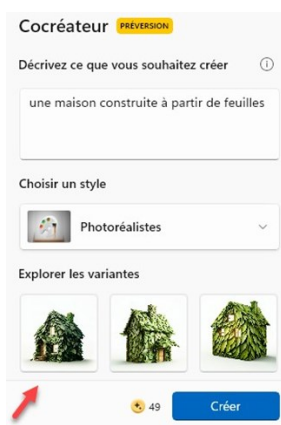 Cocréateur PRÉVERSION
Décrivez ce que vous souhaitez créer
une maison construite à partir de feuilles
Choisir un style
Photoréalistes
Explorer les variantes
49 Créer